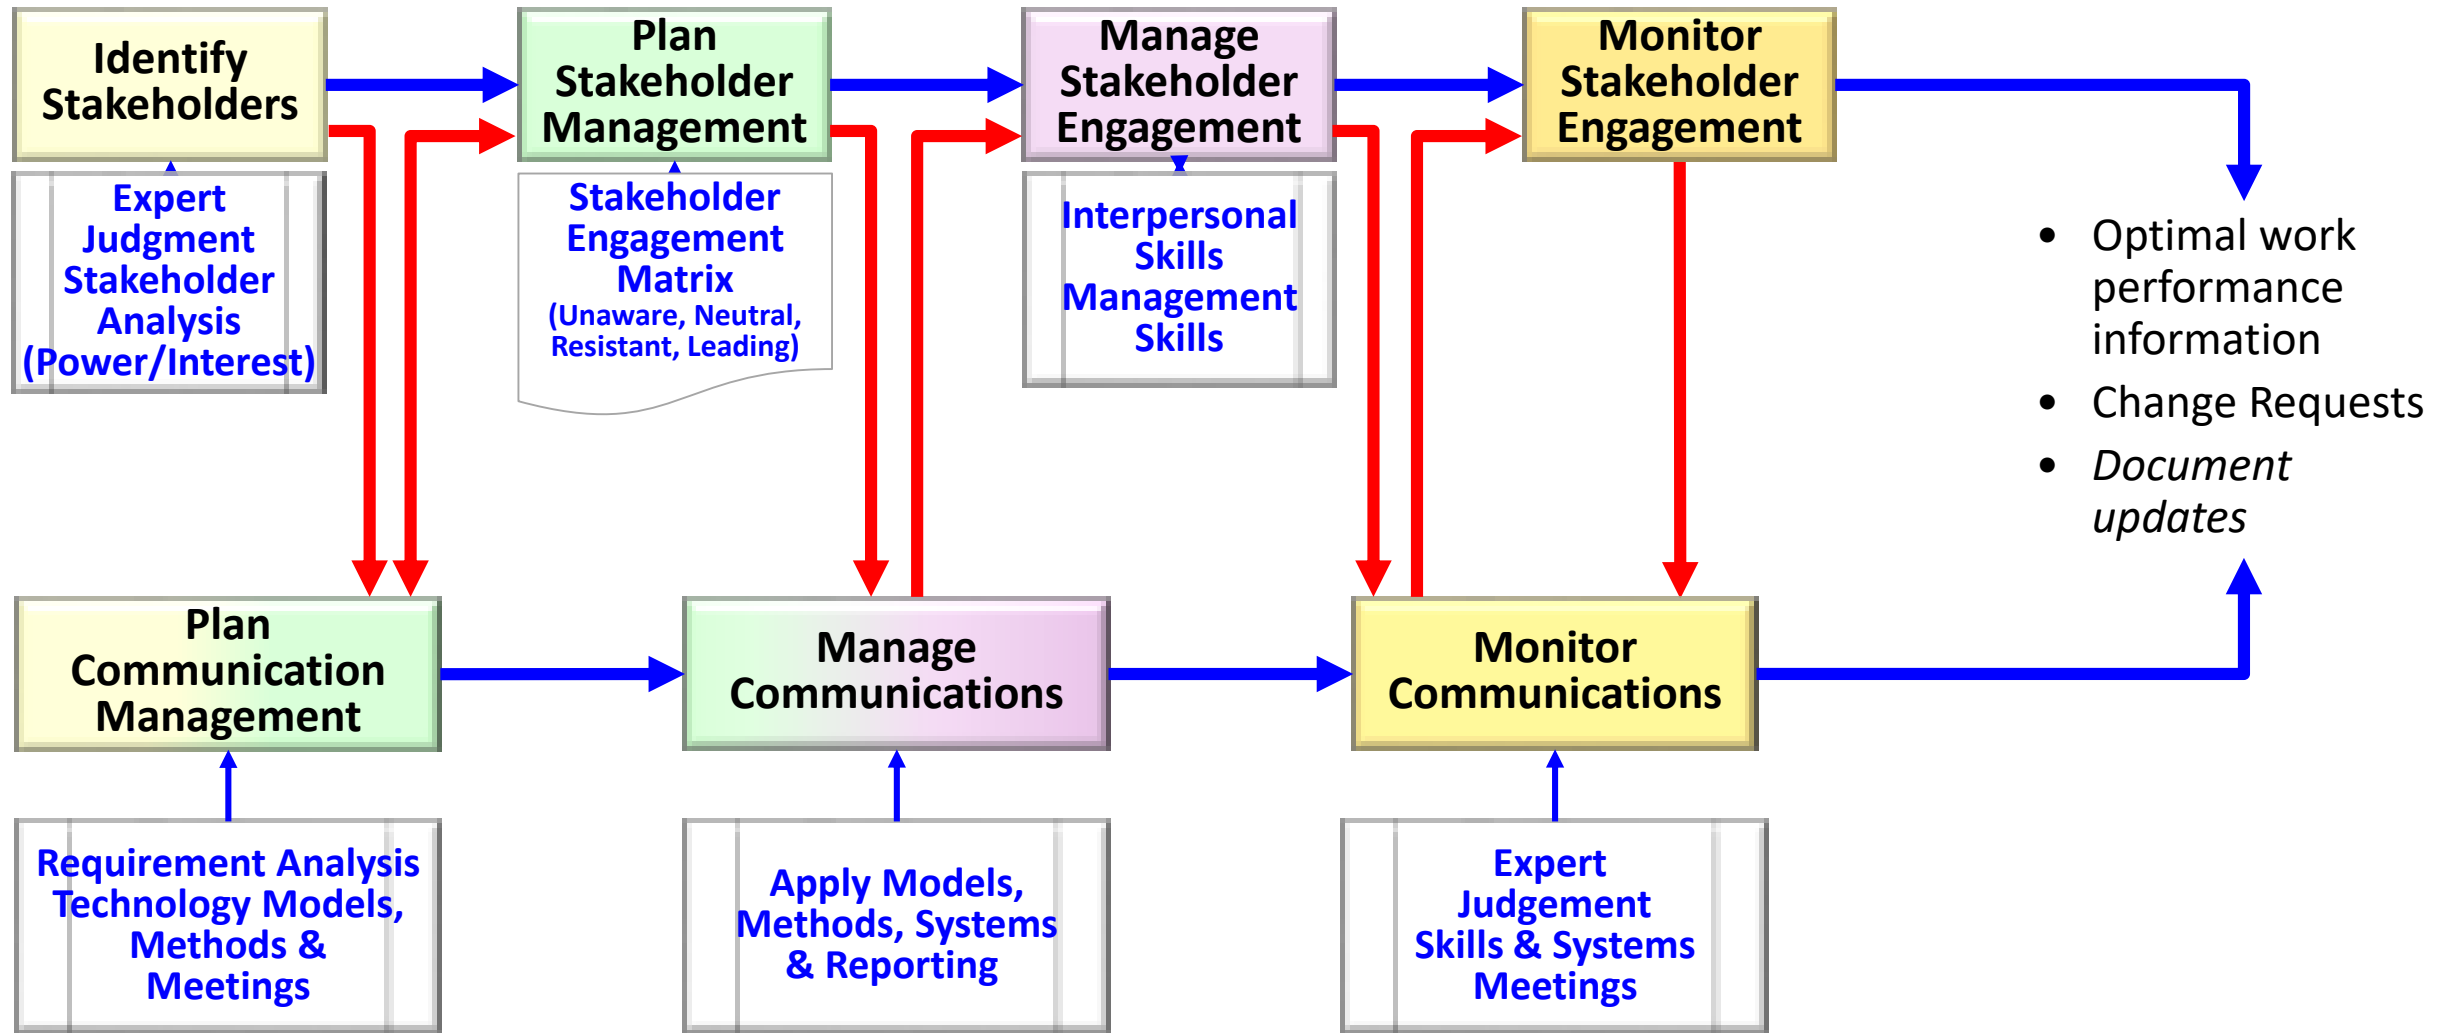 Identify
Stakeholders
Plan
Stakeholder
Management
Manage
Stakeholder
Engagement
Monitor
Stakeholder
Engagement
Expert
Judgment
Stakeholder
Analysis
(Power/Interest)
Stakeholder
Engagement
Matrix
(Unaware, Neutral,
Resistant, Leading)
Interpersonal
Skills
Management
Skills
• Optimal work
performance
information
• Change Requests
• Document
updates
Plan
Communication
Management
Manage
Communications
Monitor
Communications
Requirement Analysis
Technology Models,
Methods &
Meetings
Apply Models,
Methods, Systems
& Reporting
Expert
Judgement
Skills & Systems
Meetings